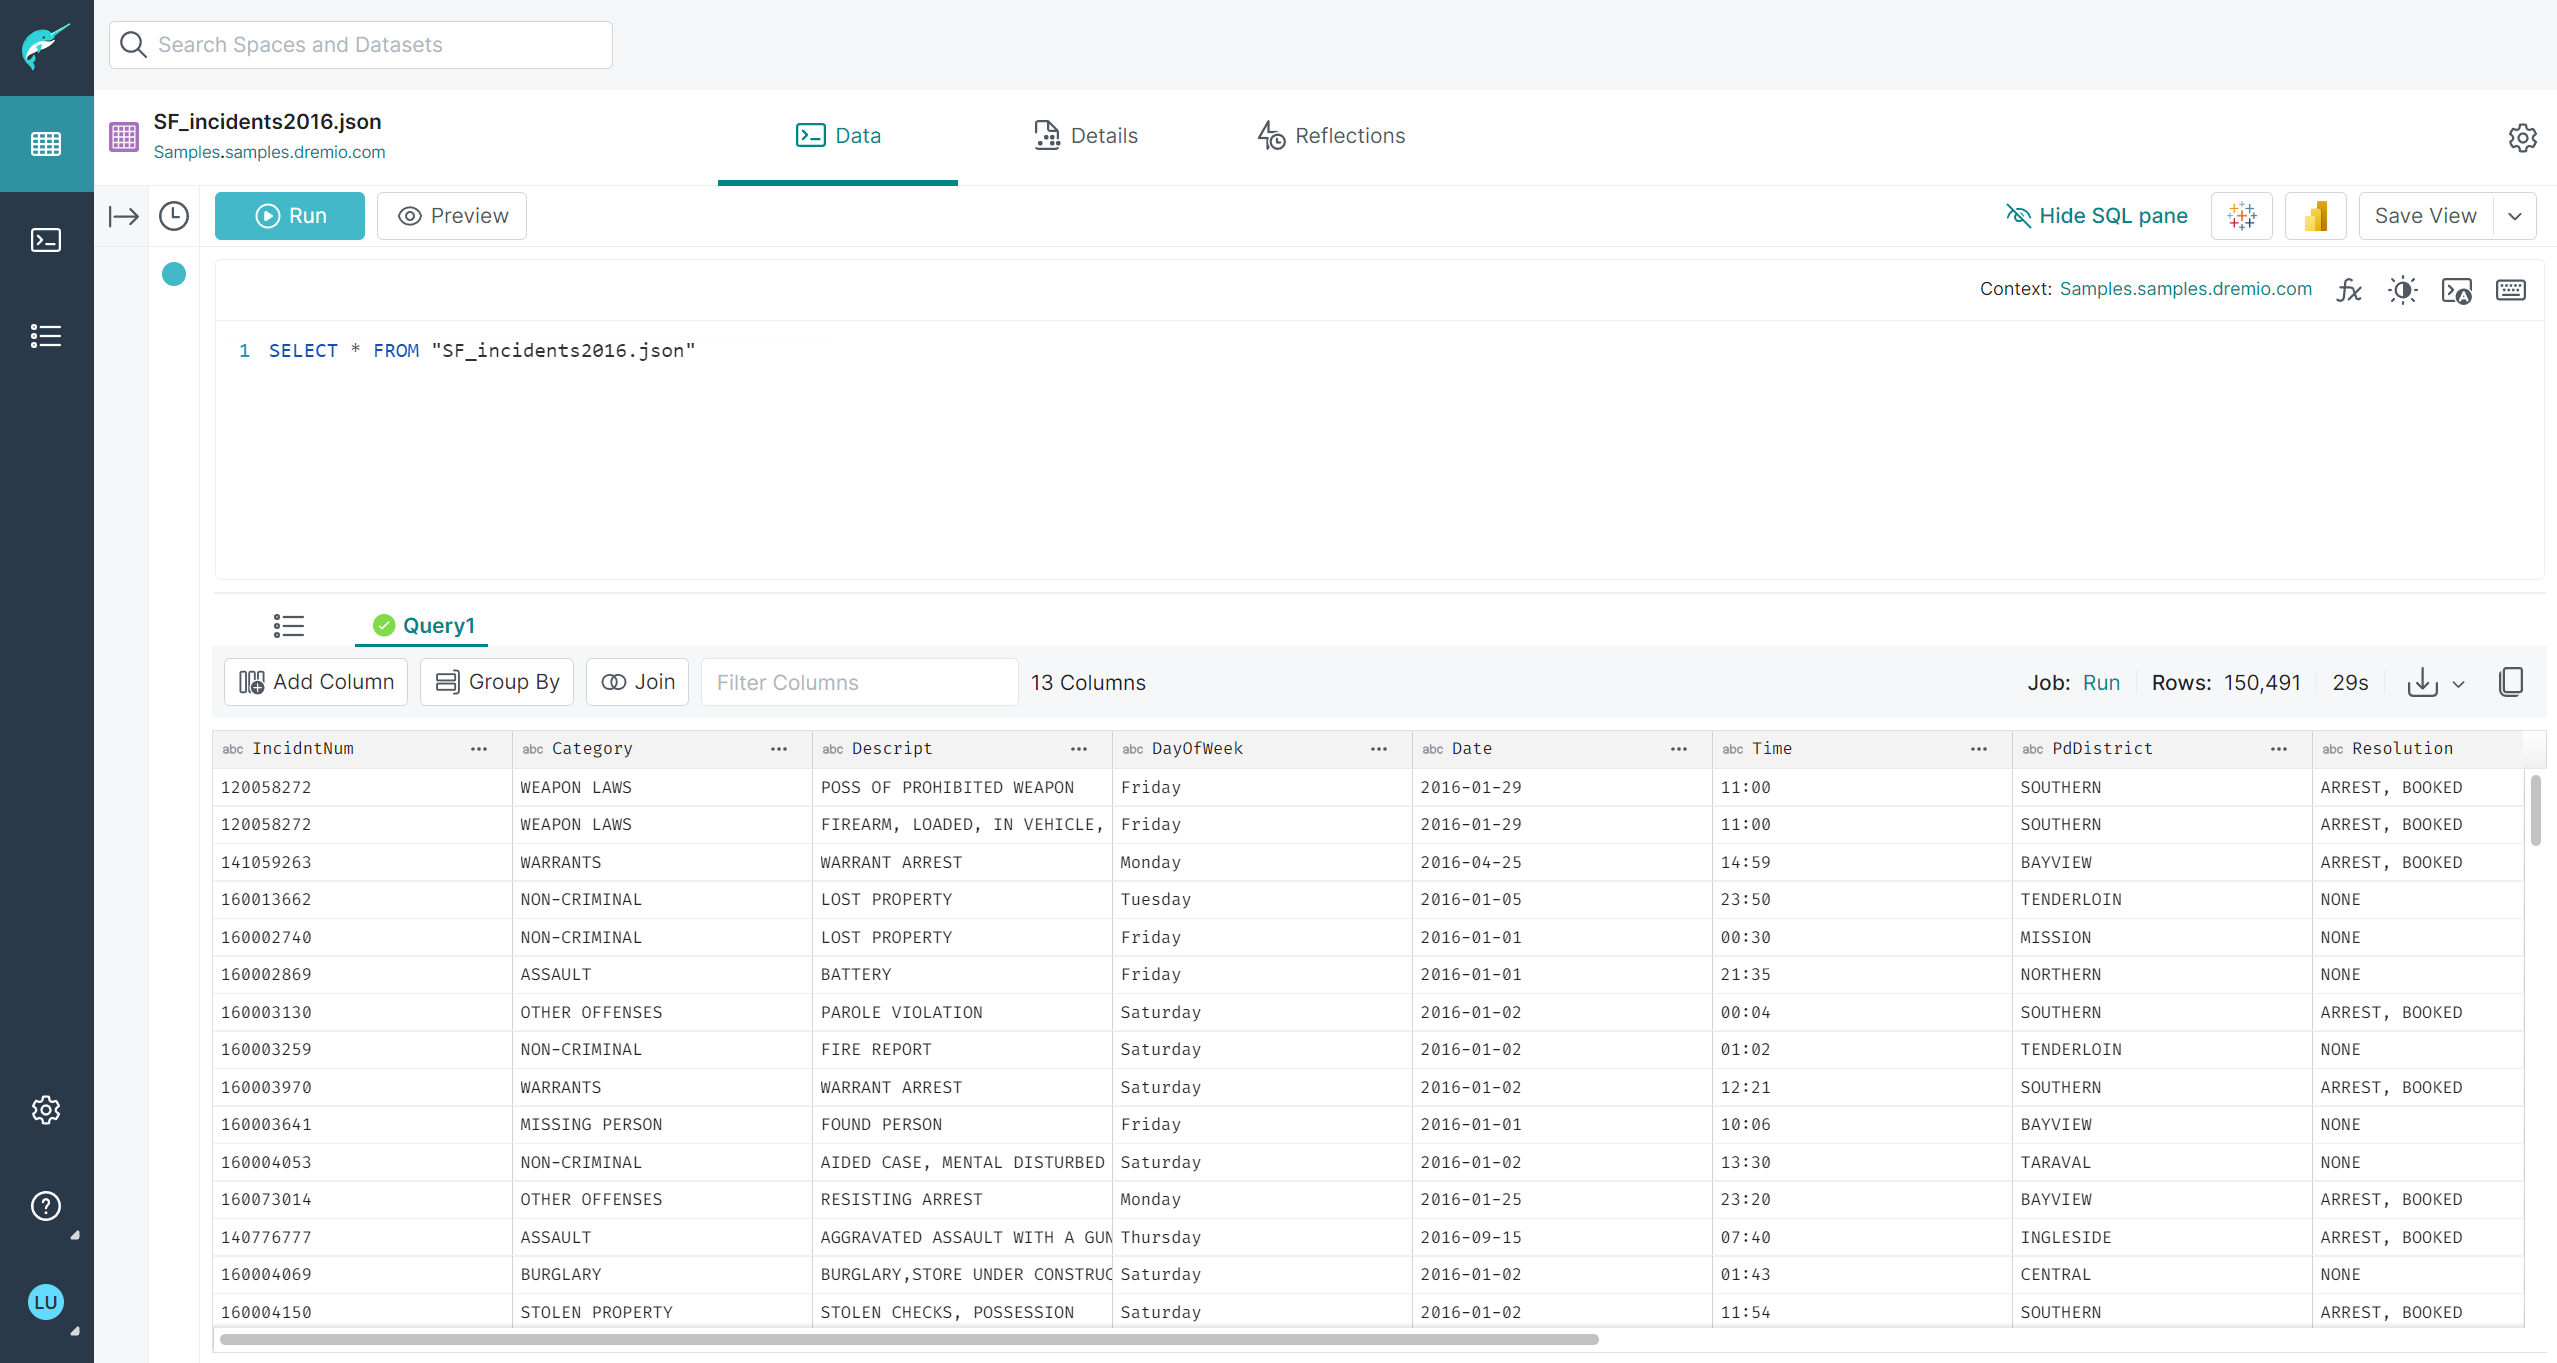 Search Spaces and Datasets
SF_incidents2016.json
Samples.samples.dremio.com
Data
Details
Reflections
Run
Preview
Hide SQL pane
Save View
Context: Samples.samples.dremio.com
fx
A
1 SELECT * FROM "SF_incidents2016.json"
Query1
Add Column
Group By
Join
Filter Columns
13 Columns
Job: Run
Rows: 150,491
29s
abc IncidntNum ••• abc Category ••• abc Descript ••• abc DayOfWeek ••• abc Date ••• abc Time ••• abc PdDistrict ••• abc Resolution
120058272 WEAPON LAWS POSS OF PROHIBITED WEAPON Friday 2016-01-29 11:00 SOUTHERN ARREST, BOOKED
120058272 WEAPON LAWS FIREARM, LOADED, IN VEHICLE, Friday 2016-01-29 11:00 SOUTHERN ARREST, BOOKED
141059263 WARRANTS WARRANT ARREST Monday 2016-04-25 14:59 BAYVIEW ARREST, BOOKED
160013662 NON-CRIMINAL LOST PROPERTY Tuesday 2016-01-05 23:50 TENDERLOIN NONE
160002740 NON-CRIMINAL LOST PROPERTY Friday 2016-01-01 00:30 MISSION NONE
160002869 ASSAULT BATTERY Friday 2016-01-01 21:35 NORTHERN NONE
160003130 OTHER OFFENSES PAROLE VIOLATION Saturday 2016-01-02 00:04 SOUTHERN ARREST, BOOKED
160003259 NON-CRIMINAL FIRE REPORT Saturday 2016-01-02 01:02 TENDERLOIN NONE
160003970 WARRANTS WARRANT ARREST Saturday 2016-01-02 12:21 SOUTHERN ARREST, BOOKED
160003641 MISSING PERSON FOUND PERSON Friday 2016-01-01 10:06 BAYVIEW NONE
160004053 NON-CRIMINAL AIDED CASE, MENTAL DISTURBED Saturday 2016-01-02 13:30 TARAVAL NONE
160073014 OTHER OFFENSES RESISTING ARREST Monday 2016-01-25 23:20 BAYVIEW ARREST, BOOKED
140776777 ASSAULT AGGRAVATED ASSAULT WITH A GUN Thursday 2016-09-15 07:40 INGLESIDE ARREST, BOOKED
160004069 BURGLARY BURGLARY,STORE UNDER CONSTRUC Saturday 2016-01-02 01:43 CENTRAL NONE
160004150 STOLEN PROPERTY STOLEN CHECKS, POSSESSION Saturday 2016-01-02 11:54 SOUTHERN ARREST, BOOKED
LU